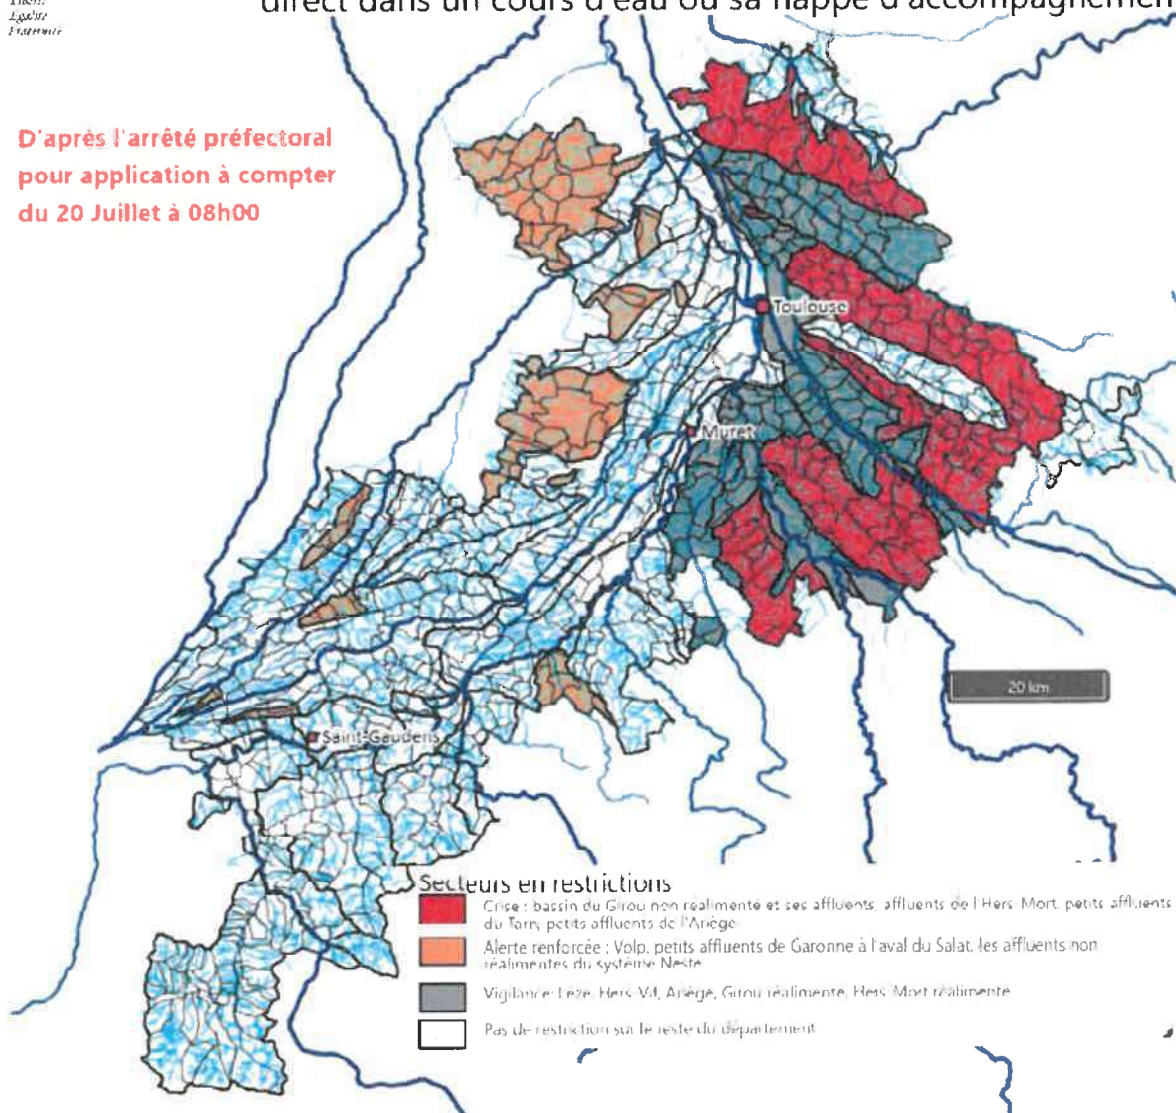 Égalité
Fraternité
direct dans un cours d'eau ou sa nappe d'accompagnement
D'après l'arrêté préfectoral
pour application à compter
du 20 Juillet à 08h00
Toulouse
Muret
20 km
Saint-Gaudens
Secteurs en restrictions
Crise : bassin du Girou non réalimenté et ses affluents, affluents de l'Hers-Mort, petits affluents
du Tarn, petits affluents de l'Ariège
Alerte renforcée : Volp, petits affluents de Garonne à l'aval du Salat, les affluents non
réalimentés du système Neste
Vigilance: Lèze, Hers-Vif, Ariège, Girou réalimenté, Hers-Mort réalimenté
Pas de restriction sur le reste du département